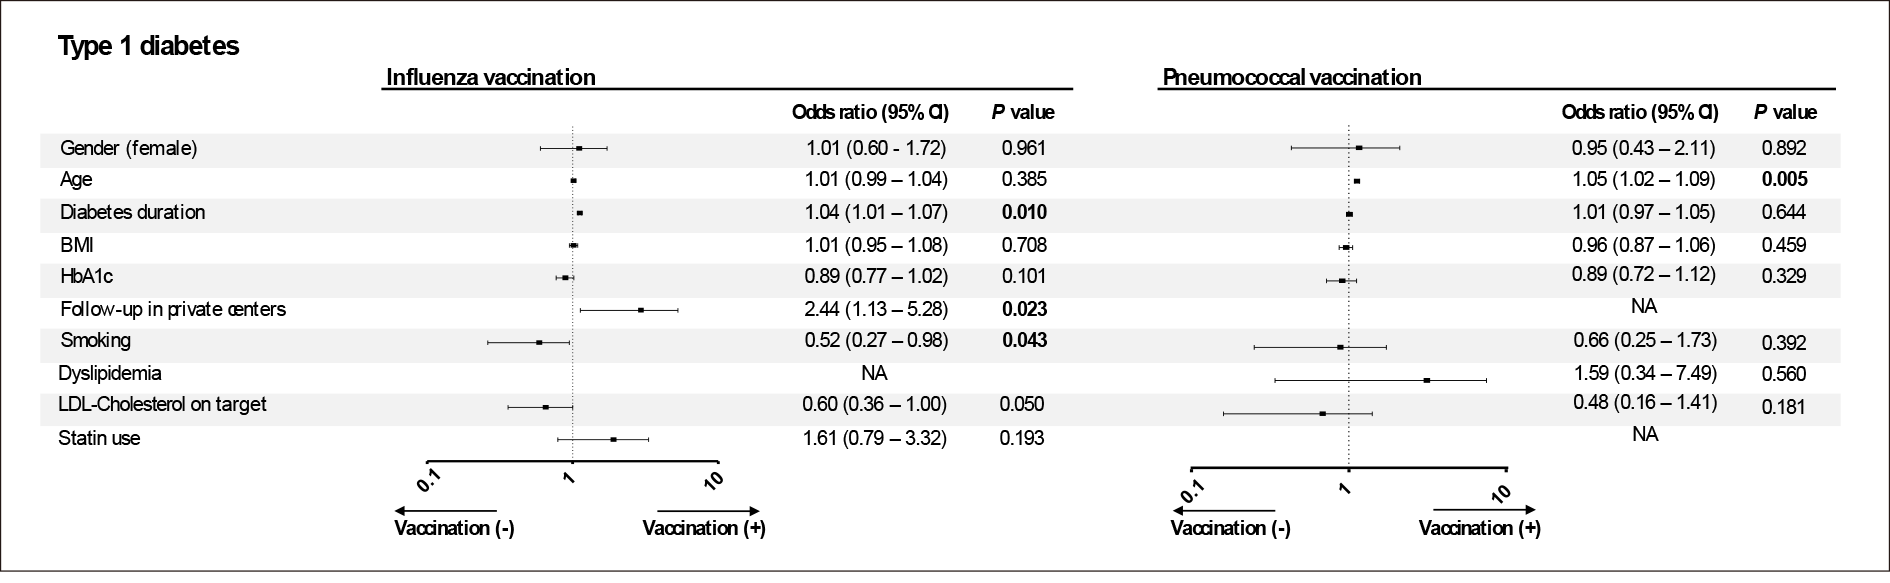 Type 1 diabetes
Influenza vaccination Pneumococcal vaccination
Odds ratio (95% CI) P value Odds ratio (95% CI) P value
Gender (female) 1.01 (0.60 - 1.72) 0.961 0.95 (0.43 – 2.11) 0.892
Age 1.01 (0.99 – 1.04) 0.385 1.05 (1.02 – 1.09) 0.005
Diabetes duration 1.04 (1.01 – 1.07) 0.010 1.01 (0.97 – 1.05) 0.644
BMI 1.01 (0.95 – 1.08) 0.708 0.96 (0.87 – 1.06) 0.459
HbA1c 0.89 (0.77 – 1.02) 0.101 0.89 (0.72 – 1.12) 0.329
Follow-up in private centers 2.44 (1.13 – 5.28) 0.023 NA
Smoking 0.52 (0.27 – 0.98) 0.043 0.66 (0.25 – 1.73) 0.392
Dyslipidemia NA 1.59 (0.34 – 7.49) 0.560
LDL-Cholesterol on target 0.60 (0.36 – 1.00) 0.050 0.48 (0.16 – 1.41) 0.181
Statin use 1.61 (0.79 – 3.32) 0.193 NA
0.1 1 10 0.1 1 10
Vaccination (-) Vaccination (+) Vaccination (-) Vaccination (+)